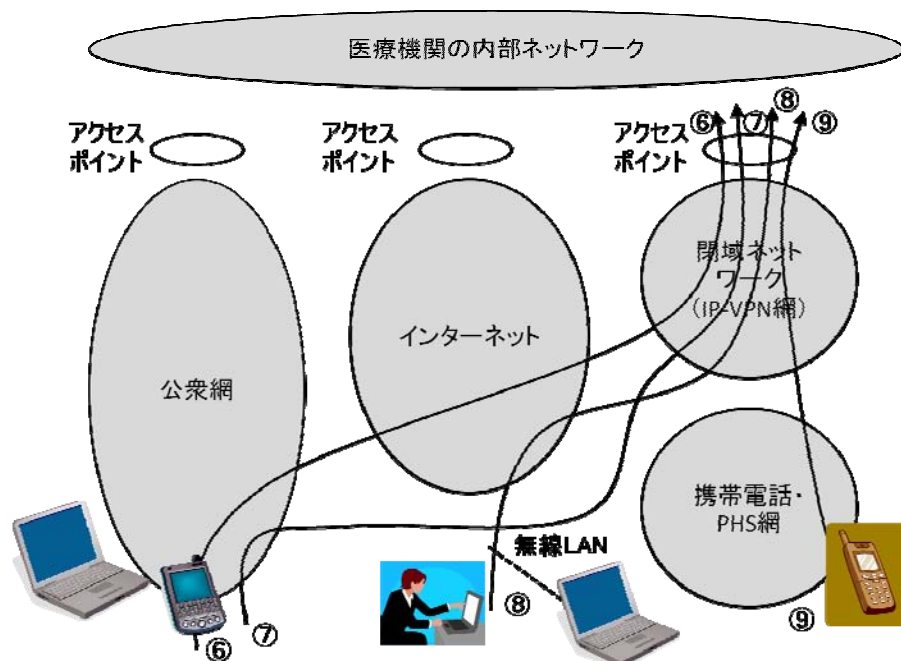 医療機関の内部ネットワーク
⑥
⑦
⑧
⑨
アクセス
ポイント
アクセス
ポイント
アクセス
ポイント
閉域ネット
ワーク
(IP-VPN網)
インターネット
公衆網
携帯電話・
PHS網
無線LAN
⑥
⑦
⑧
⑨